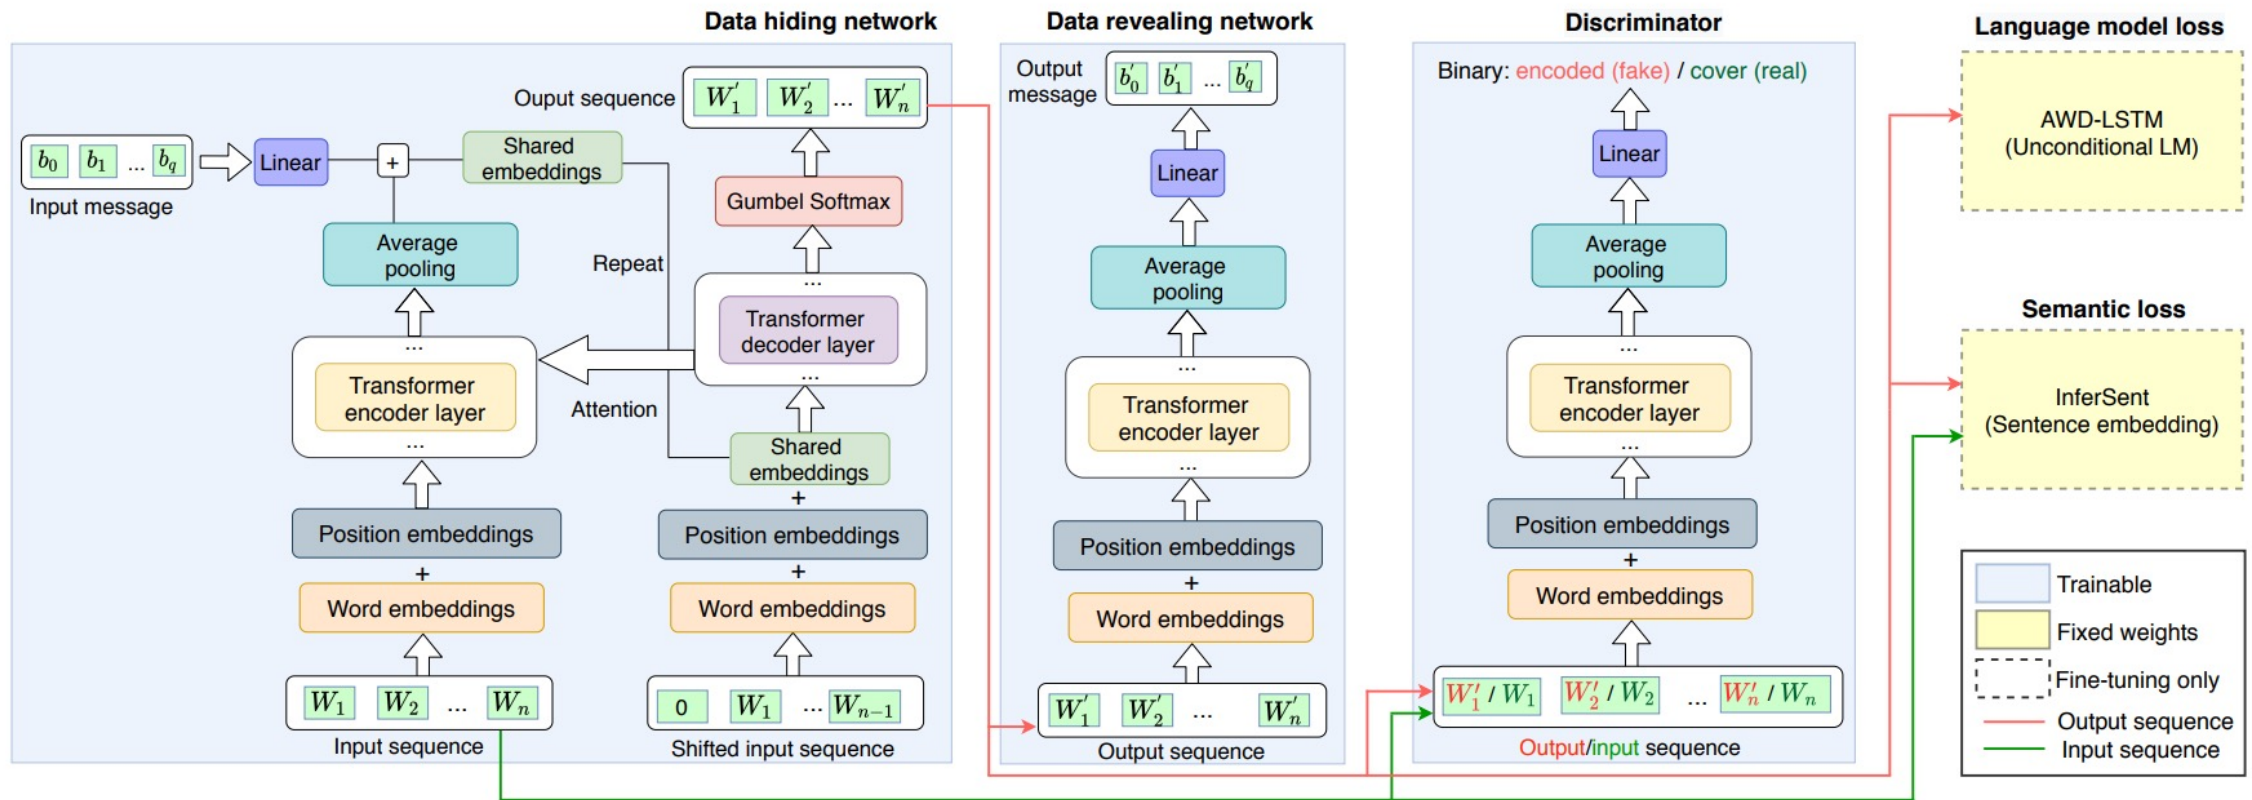 Data hiding network
Ouput sequence
W'1 W'2 ... W'n
b0 b1 ... bq
Input message
Linear
+
Shared
embeddings
Gumbel Softmax
Average
pooling
Repeat
...
Transformer
decoder layer
...
Attention
...
Transformer
encoder layer
...
Shared
embeddings
+
Position embeddings
+
Word embeddings
W1 W2 ... Wn
Input sequence
Position embeddings
+
Word embeddings
0 W1 ... Wn-1
Shifted input sequence
Data revealing network
Output
message
b'0 b'1 ... b'q
Linear
Average
pooling
...
Transformer
encoder layer
...
Position embeddings
+
Word embeddings
W'1 W'2 ... W'n
Output sequence
Discriminator
Binary: encoded (fake) / cover (real)
Linear
Average
pooling
...
Transformer
encoder layer
...
Position embeddings
+
Word embeddings
W'1 / W1 W'2 / W2 ... W'n / Wn
Output/input sequence
Language model loss
AWD-LSTM
(Unconditional LM)
Semantic loss
InferSent
(Sentence embedding)
Trainable
Fixed weights
Fine-tuning only
Output sequence
Input sequence